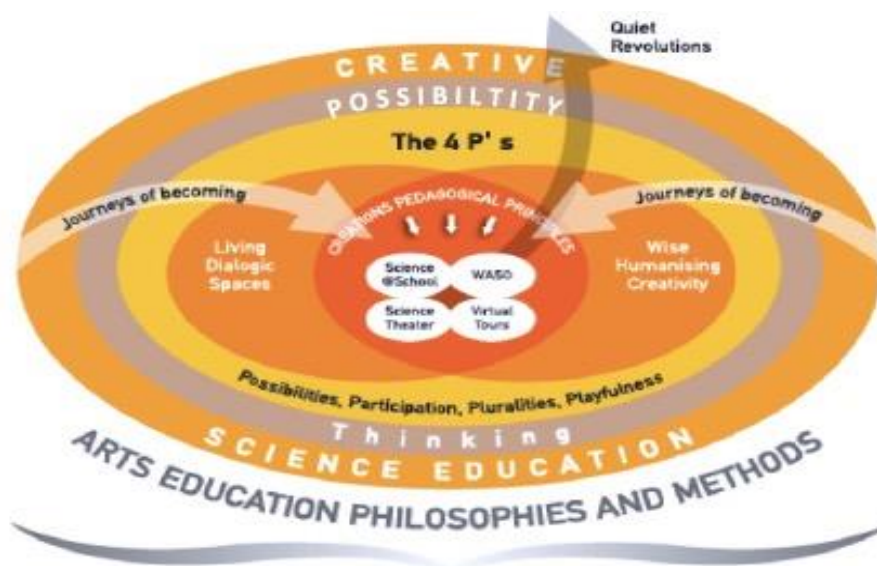 Quiet
Revolutions
CREATIVE
POSSIBILTITY
The 4 P's
Journeys of becoming
Journeys of becoming
CREATIONS PEDAGOGICAL PRINCIPLES
Living
Dialogic
Spaces
Science
@School
WASO
Wise
Humanising
Creativity
Science
Theater
Virtual
Tours
Possibilities, Participation, Pluralities, Playfulness
Thinking
SCIENCE EDUCATION
ARTS EDUCATION PHILOSOPHIES AND METHODS